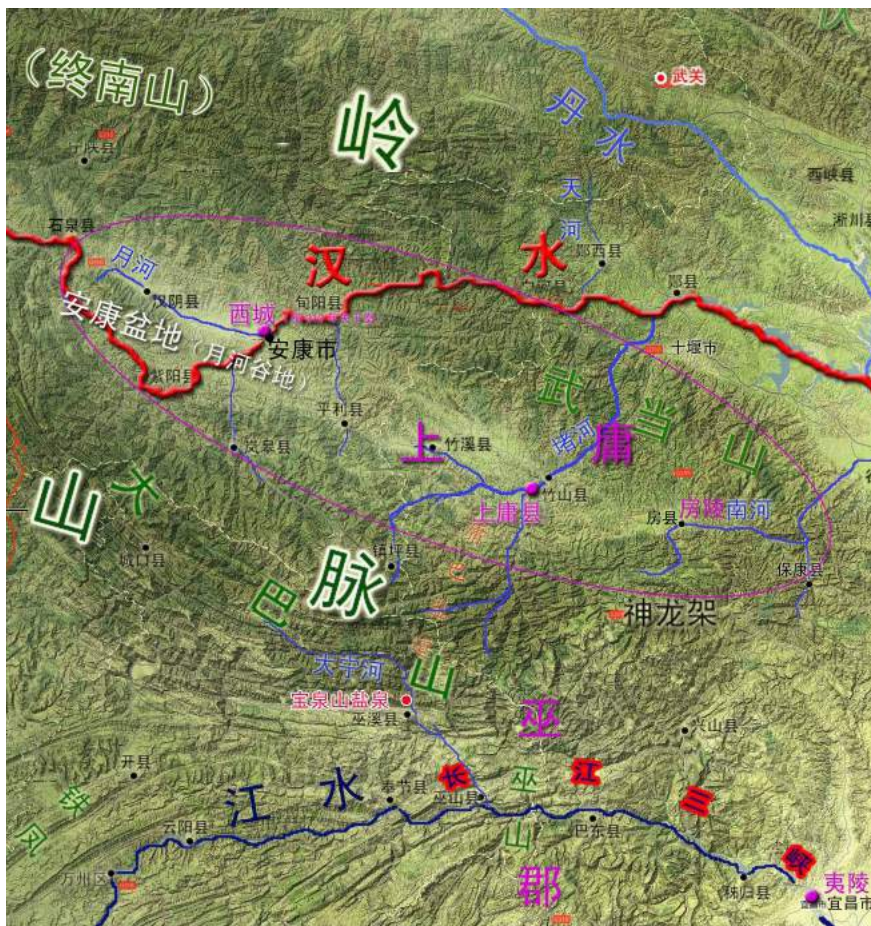 （终南山）
岭
武关
丹水
天河
西峡县
淅川县
宁陕县
石泉县
月河
汉阴县
汉水
郧西县
郧县
旬阳县
西城
安康市
安康盆地（月河谷地）
紫阳县
十堰市
平利县
岚皋县
武当山
上庸
竹溪县
堵河
上庸县
竹山县
房县
房陵
南河
保康县
山脉
大巴山
镇坪县
城口县
神龙架
大宁河
宝泉山盐泉
巫溪县
巫郡
兴山县
开县
江水
奉节县
巫山县
长江三峡
巫山
巴东县
铁凤
云阳县
万州区
秭归县
夷陵
宜昌市